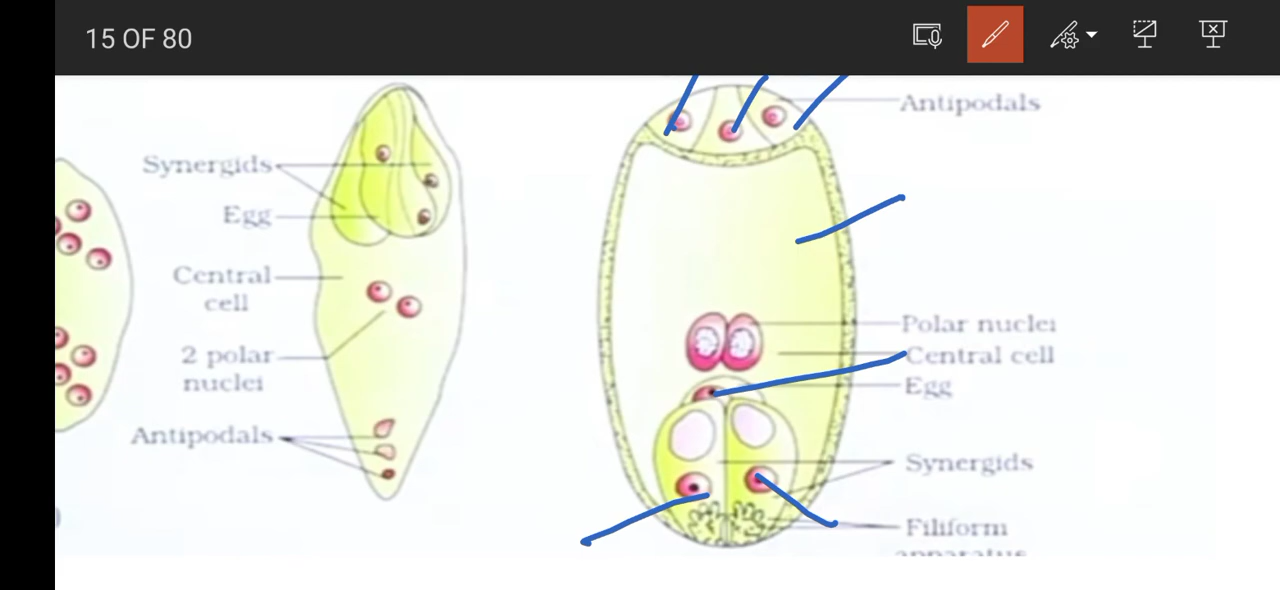 15 OF 80
Antipodals
Synergids
Egg
Central
cell
2 polar
nuclei
Antipodals
Polar nuclei
Central cell
Egg
Synergids
Filiform
apparatus